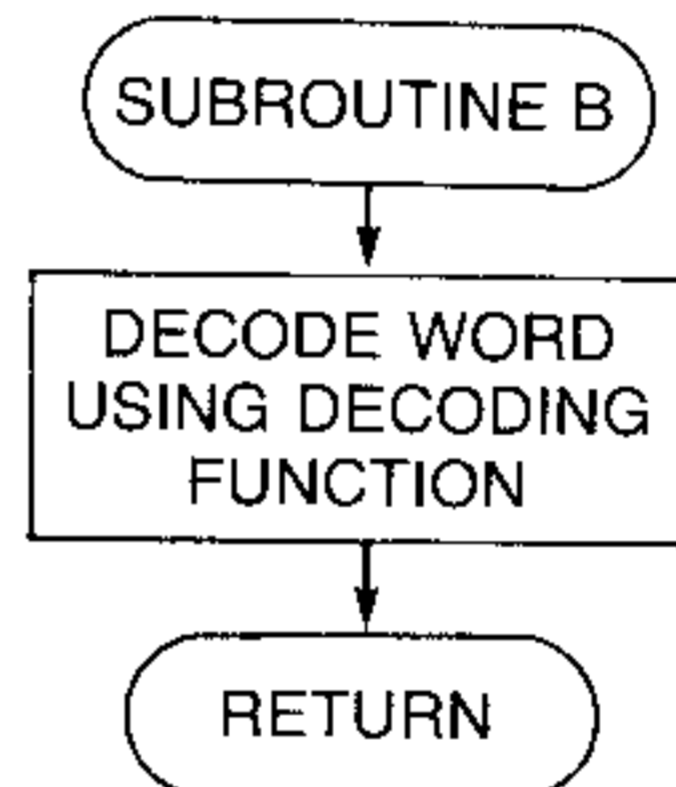 SUBROUTINE B
DECODE WORD
USING DECODING
FUNCTION
RETURN